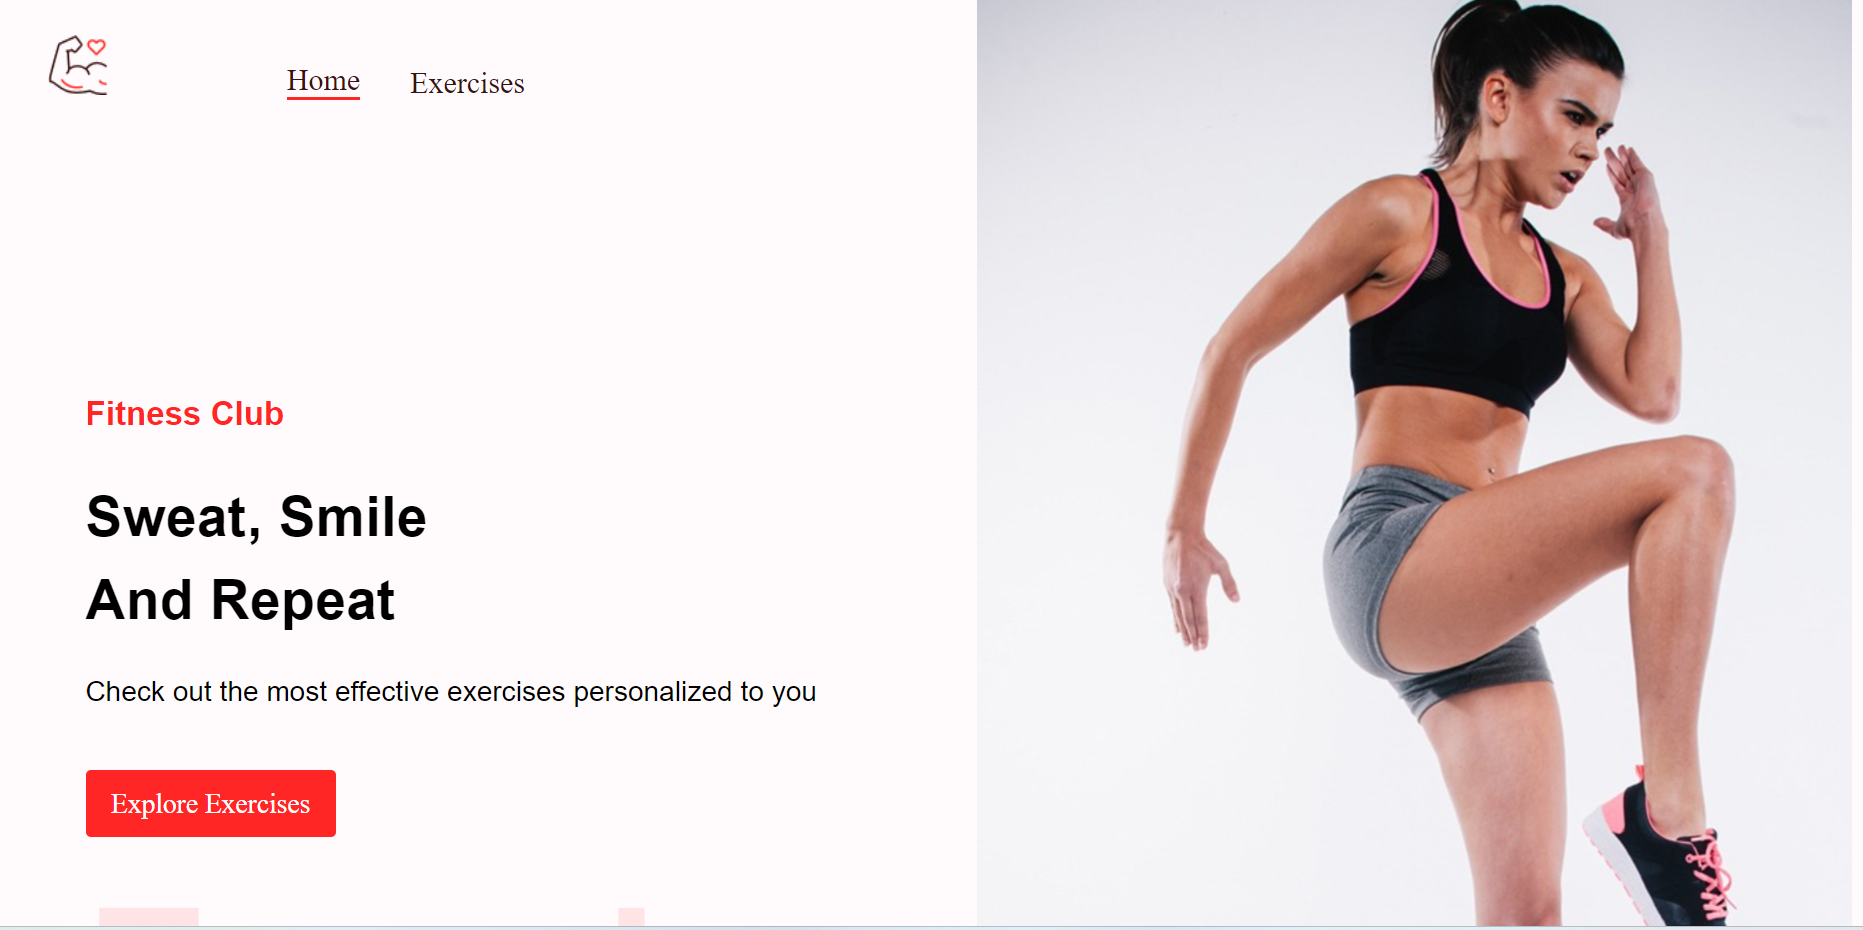 Home
Exercises
Fitness Club
Sweat, Smile
And Repeat
Check out the most effective exercises personalized to you
Explore Exercises